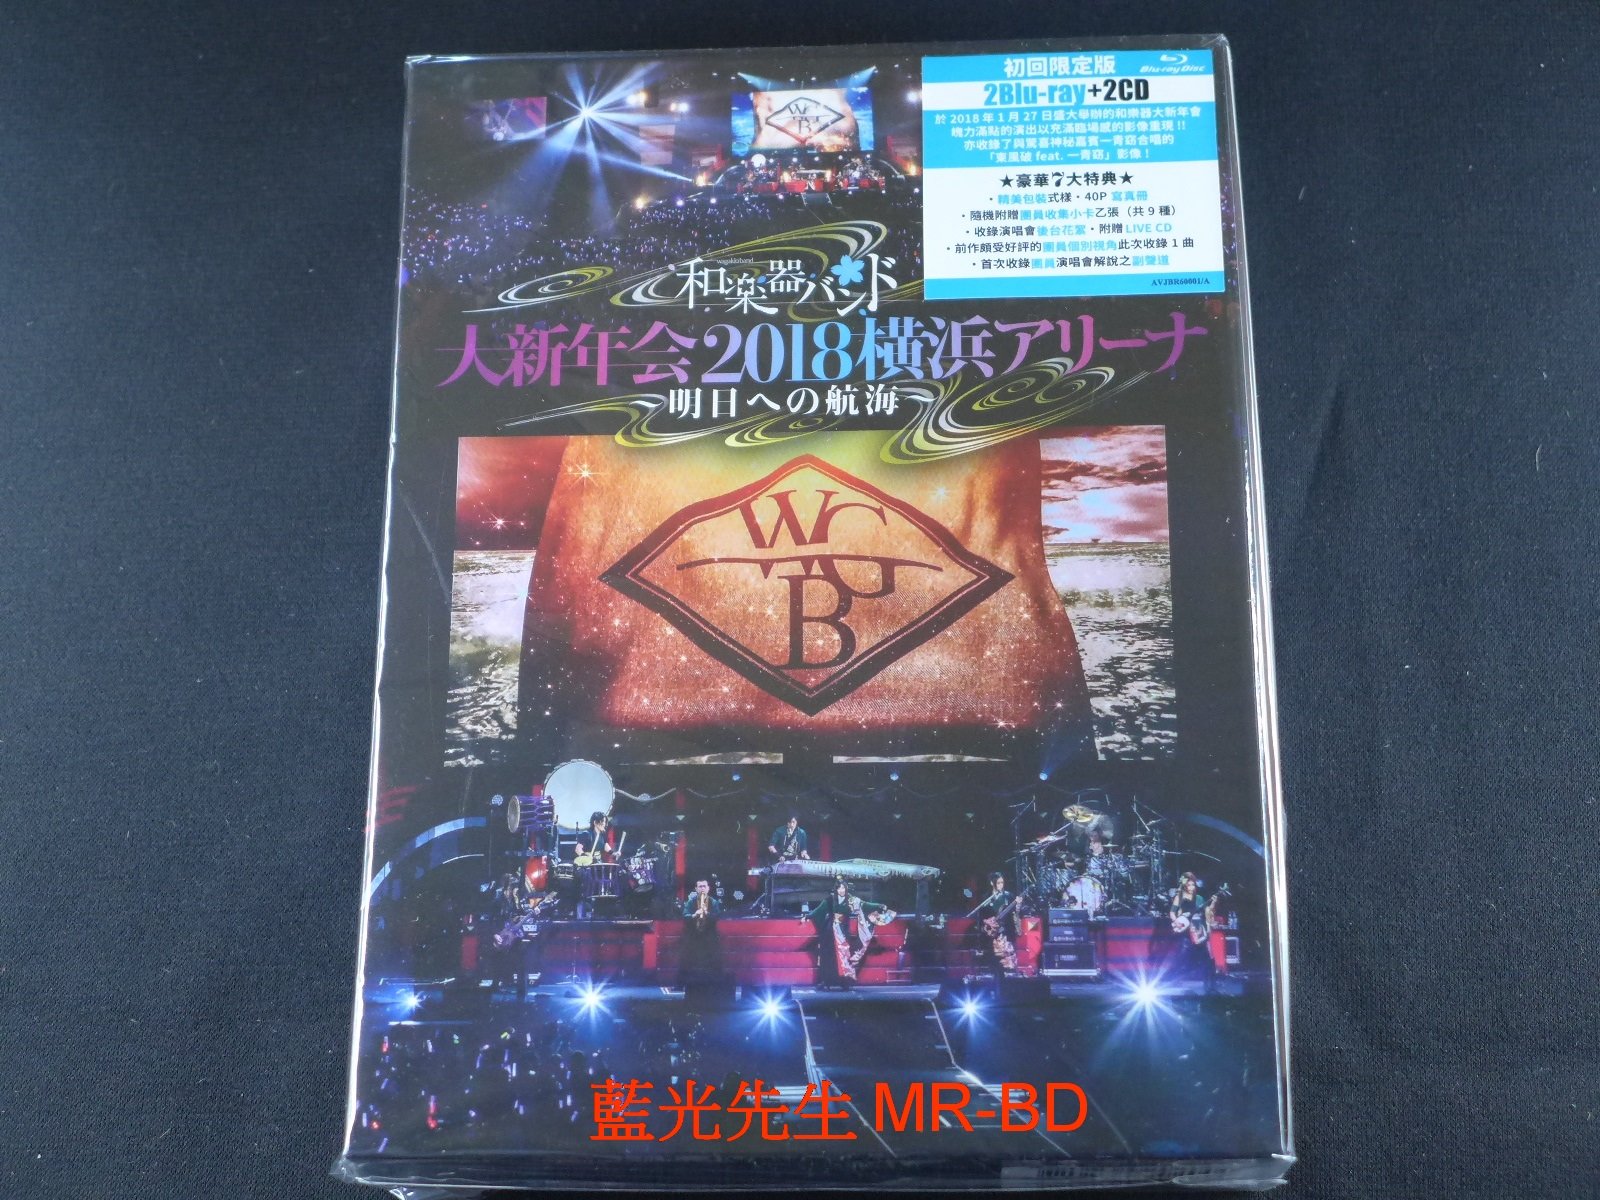 初回限定版
Blu-ray Disc
2Blu-ray+2CD
於 2018 年 1 月 27 日盛大舉辦的和樂器大新年會
魄力滿點的演出以充滿臨場感的影像重現 !!
亦收錄了與驚喜神秘嘉賓一青窈合唱的
「東風破 feat. 一青窈」影像！
★豪華7大特典★
・精美包裝式樣・40P 寫真冊
・隨機附贈團員收集小卡乙張（共 9 種）
・收錄演唱會後台花絮・附贈 LIVE CD
・前作頗受好評的團員個別視角此次收錄 1 曲
・首次收錄團員演唱會解說之副聲道
AVJBR60001/A
WGB
wagakkiband
和楽器バンド
大新年会2018横浜アリーナ
~明日への航海~
WGB
藍光先生 MR-BD